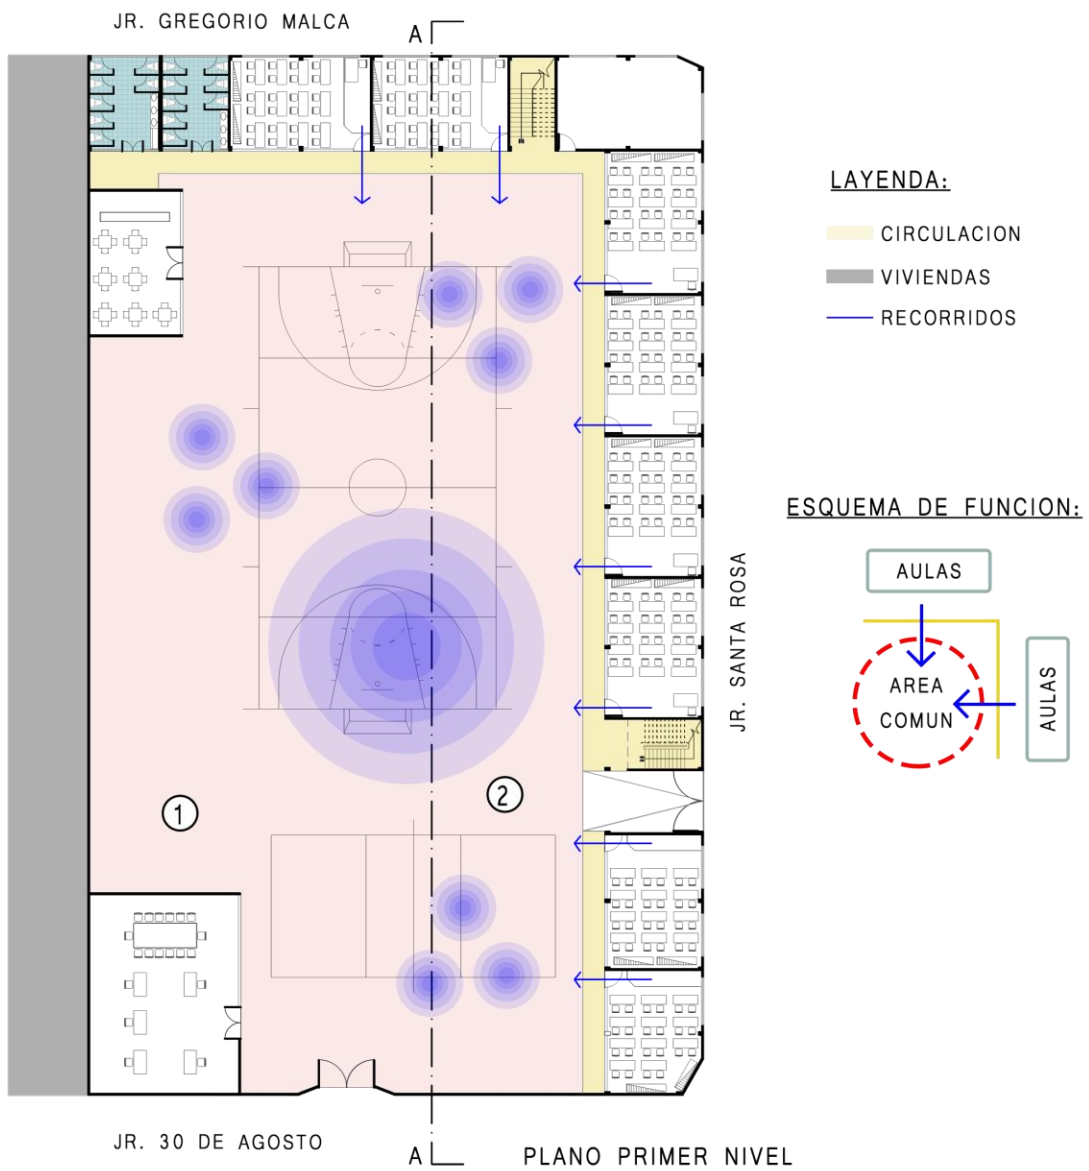 JR. GREGORIO MALCA
A
LAYENDA:
CIRCULACION
VIVIENDAS
RECORRIDOS
ESQUEMA DE FUNCION:
AULAS
AREA
COMUN
AULAS
JR. SANTA ROSA
1
2
JR. 30 DE AGOSTO
A
PLANO PRIMER NIVEL